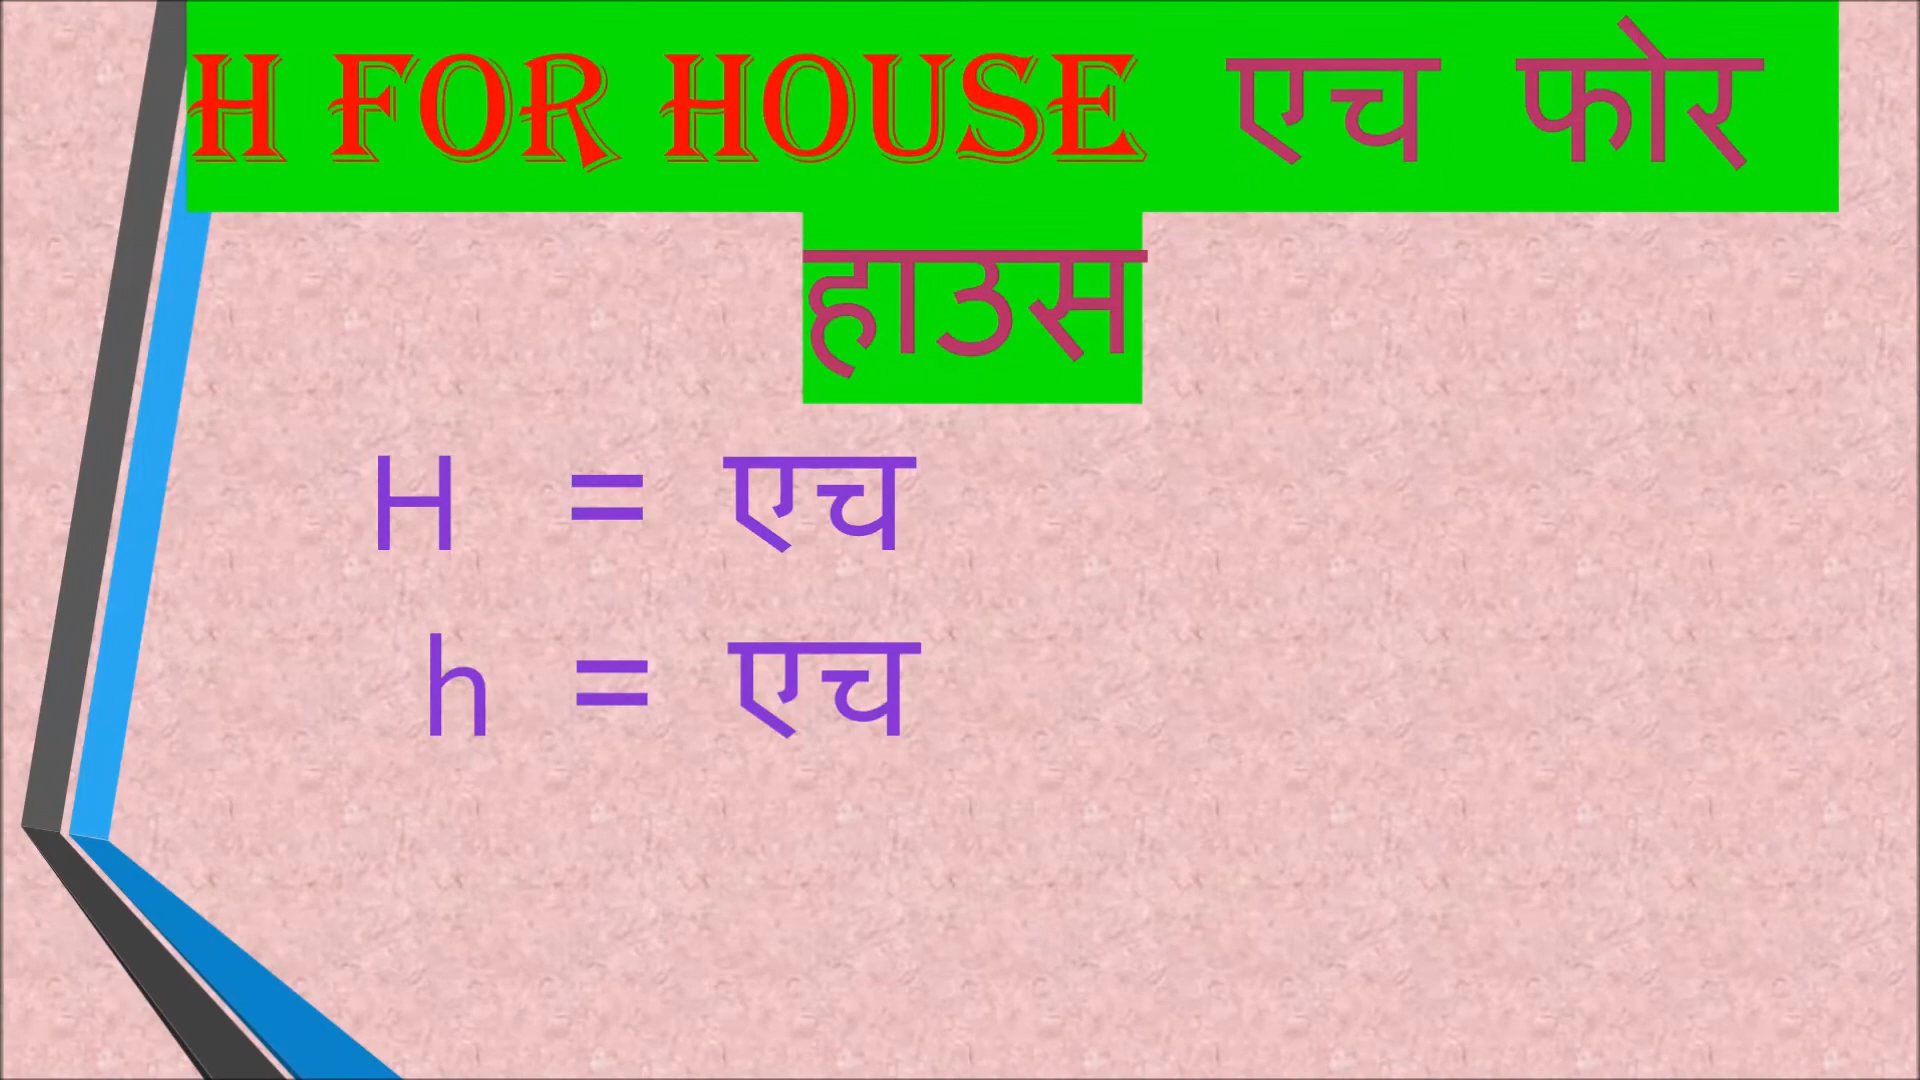 H FOR HOUSE एच फोर
हाउस
H = एच
h = एच